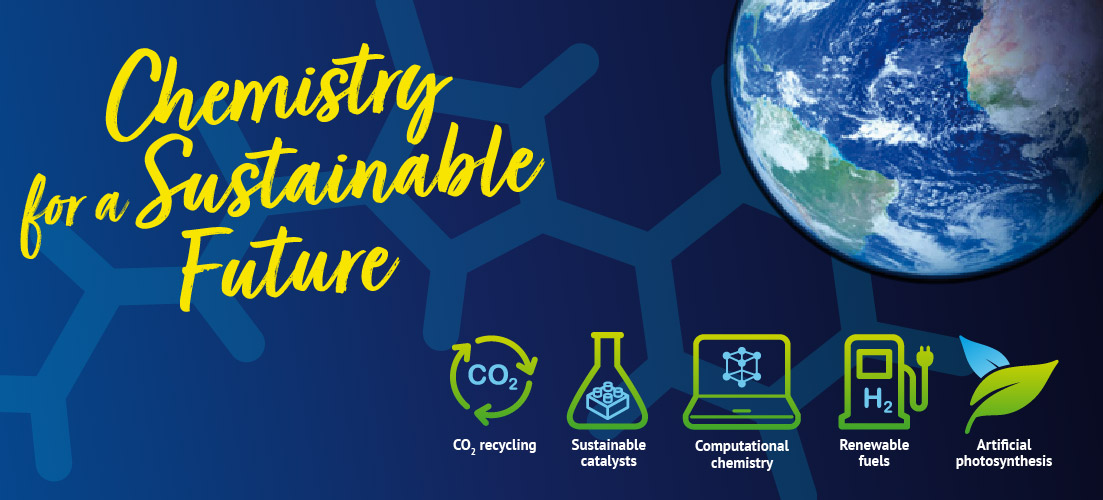 Chemistry
for a Sustainable
Future
CO₂
H₂
CO₂ recycling
Sustainable
catalysts
Computational
chemistry
Renewable
fuels
Artificial
photosynthesis